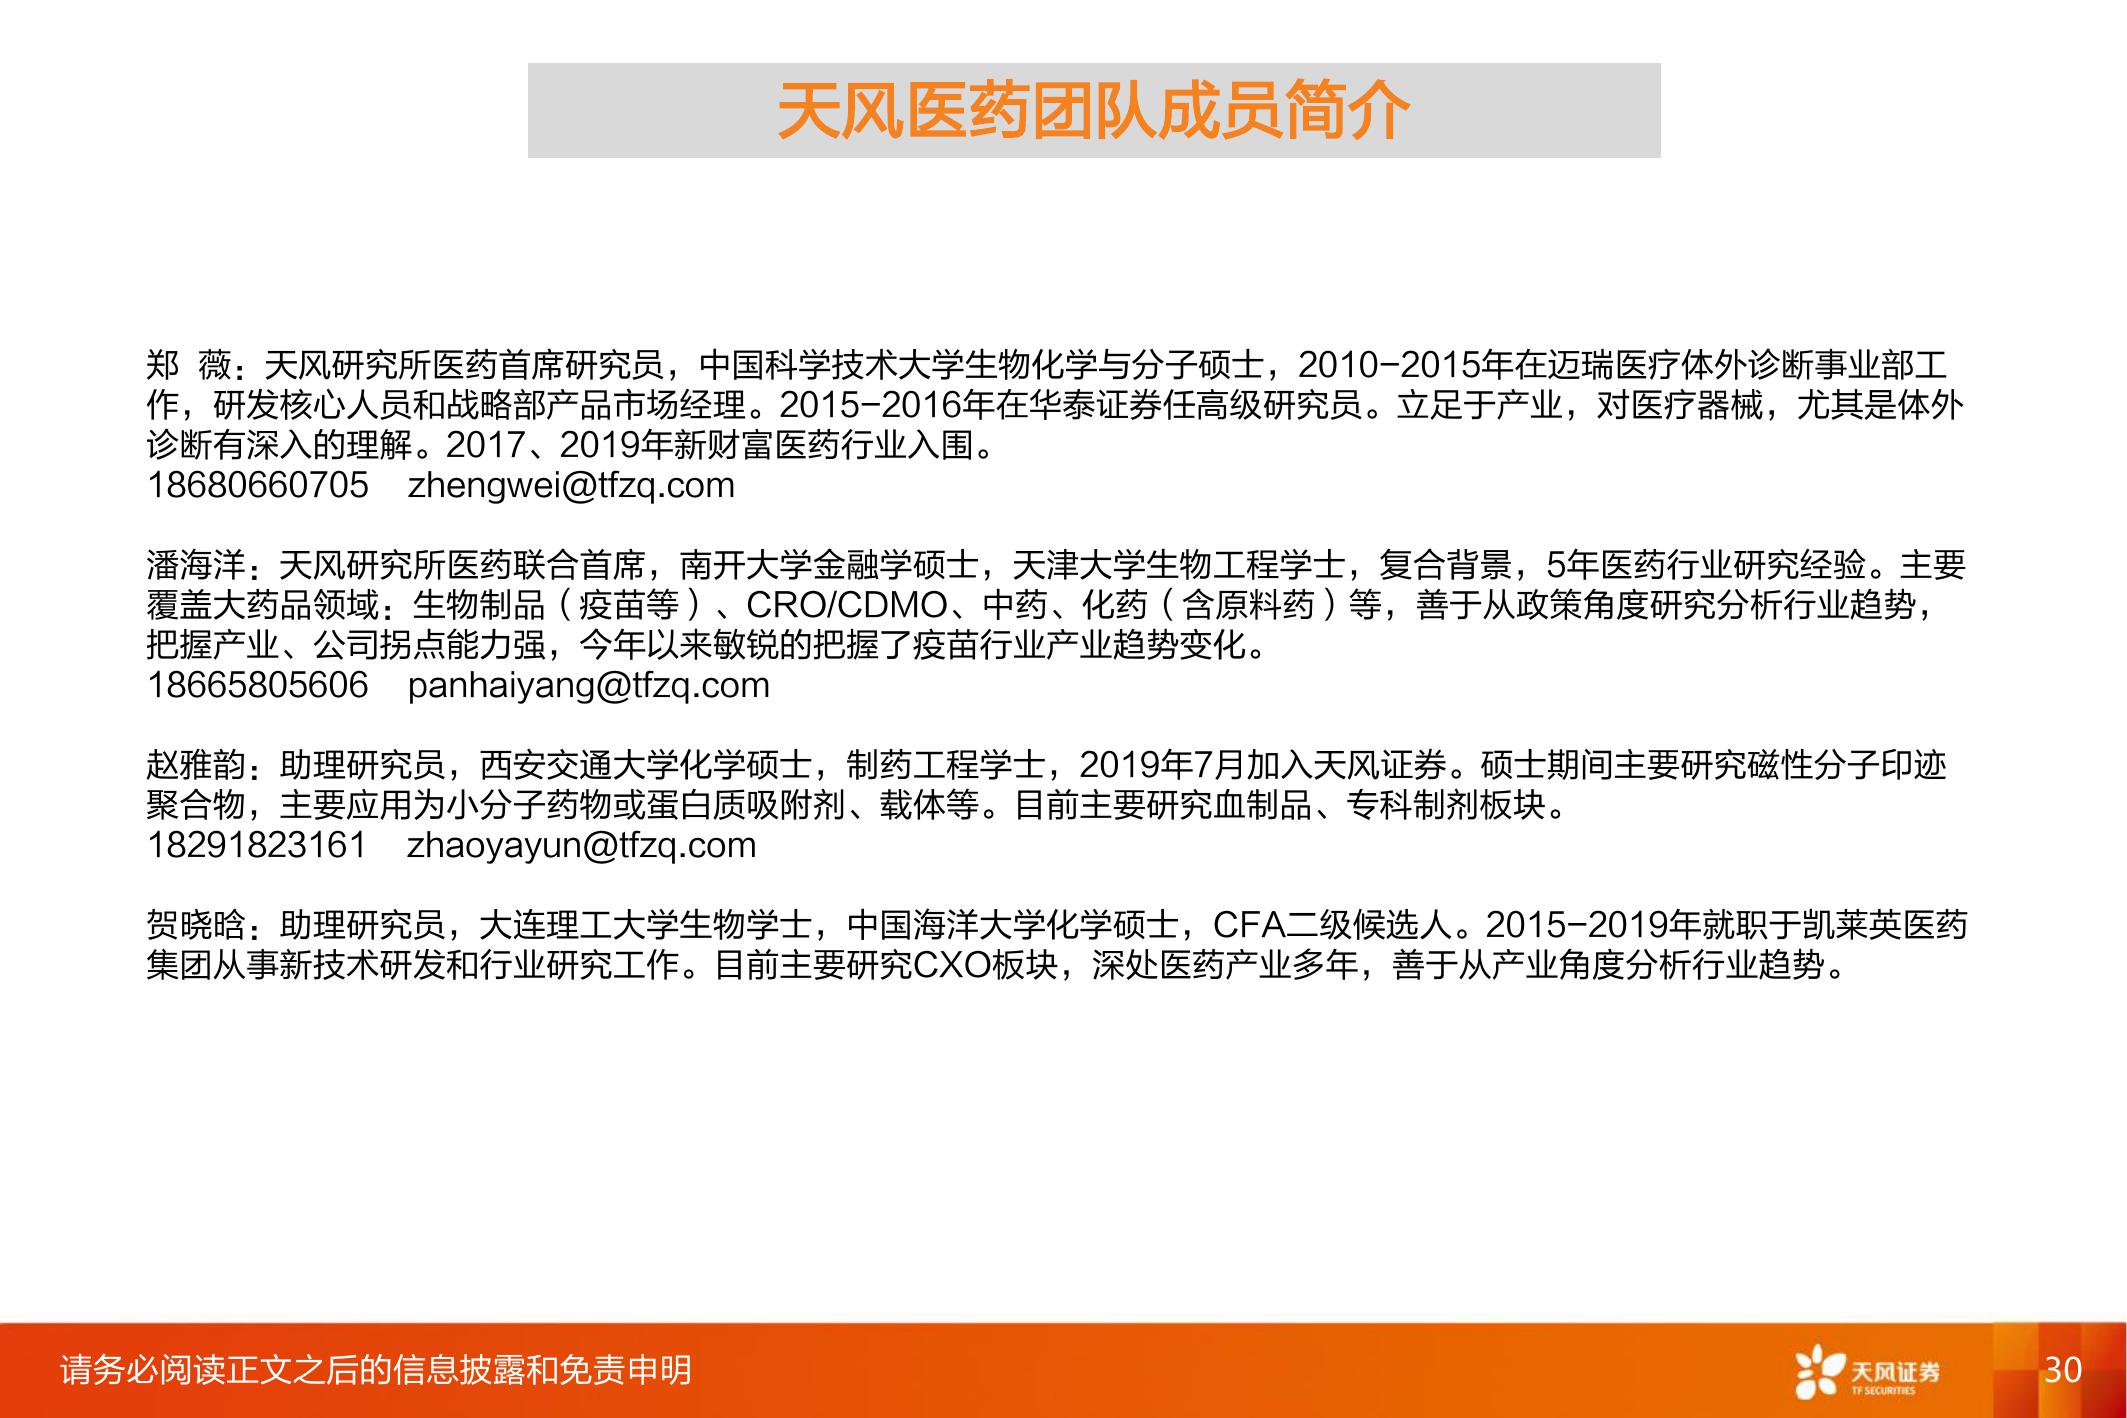 天风医药团队成员简介
郑 薇：天风研究所医药首席研究员，中国科学技术大学生物化学与分子硕士，2010-2015年在迈瑞医疗体外诊断事业部工
作，研发核心人员和战略部产品市场经理。2015-2016年在华泰证券任高级研究员。立足于产业，对医疗器械，尤其是体外
诊断有深入的理解。2017、2019年新财富医药行业入围。
18680660705 zhengwei@tfzq.com
潘海洋：天风研究所医药联合首席，南开大学金融学硕士，天津大学生物工程学士，复合背景，5年医药行业研究经验。主要
覆盖大药品领域：生物制品（疫苗等）、CRO/CDMO、中药、化药（含原料药）等，善于从政策角度研究分析行业趋势，
把握产业、公司拐点能力强，今年以来敏锐的把握了疫苗行业产业趋势变化。
18665805606 panhaiyang@tfzq.com
赵雅韵：助理研究员，西安交通大学化学硕士，制药工程学士，2019年7月加入天风证券。硕士期间主要研究磁性分子印迹
聚合物，主要应用为小分子药物或蛋白质吸附剂、载体等。目前主要研究血制品、专科制剂板块。
18291823161 zhaoyayun@tfzq.com
贺晓晗：助理研究员，大连理工大学生物学士，中国海洋大学化学硕士，CFA二级候选人。2015-2019年就职于凯莱英医药
集团从事新技术研发和行业研究工作。目前主要研究CXO板块，深处医药产业多年，善于从产业角度分析行业趋势。
请务必阅读正文之后的信息披露和免责申明
天风证券
TF SECURITIES
30